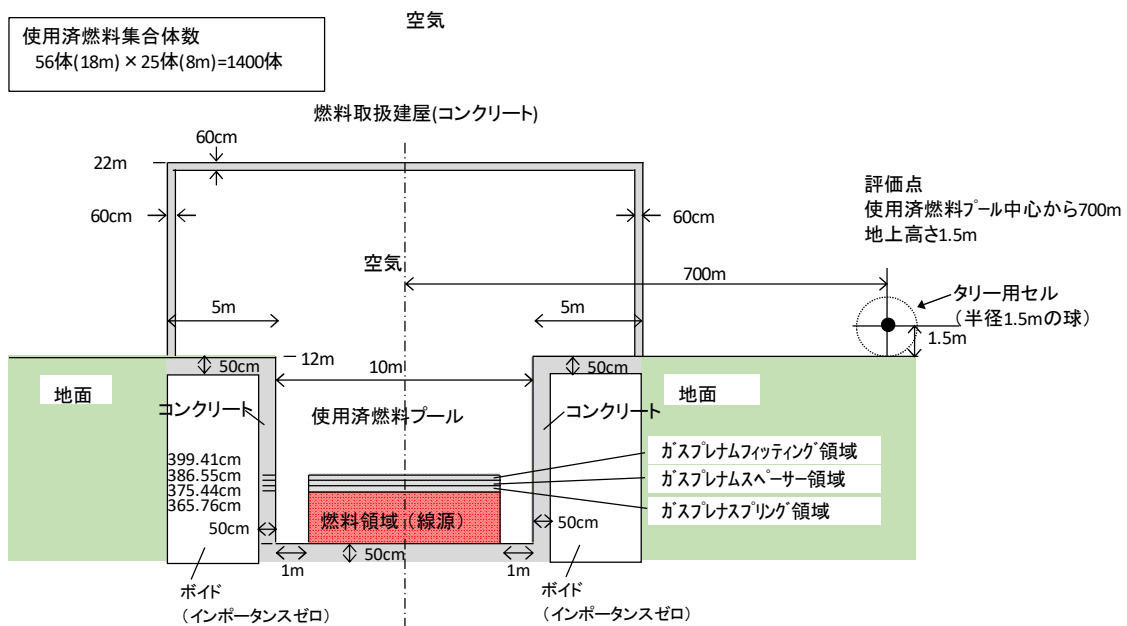 空気
使用済燃料集合体数
56体(18m) × 25体(8m)=1400体
燃料取扱建屋(コンクリート)
60cm
22m
評価点
使用済燃料プール中心から700m
地上高さ1.5m
60cm
60cm
空気
700m
タリー用セル
(半径1.5mの球)
5m
5m
1.5m
12m
50cm
10m
50cm
地面
地面
コンクリート
使用済燃料プール
コンクリート
ガスプレナムフィッティング領域
399.41cm
386.55cm
ガスプレナムスペーサー領域
375.44cm
365.76cm
ガスプレナスプリング領域
燃料領域(線源)
50cm
50cm
50cm
1m
1m
ボイド
(インポータンスゼロ)
ボイド
(インポータンスゼロ)